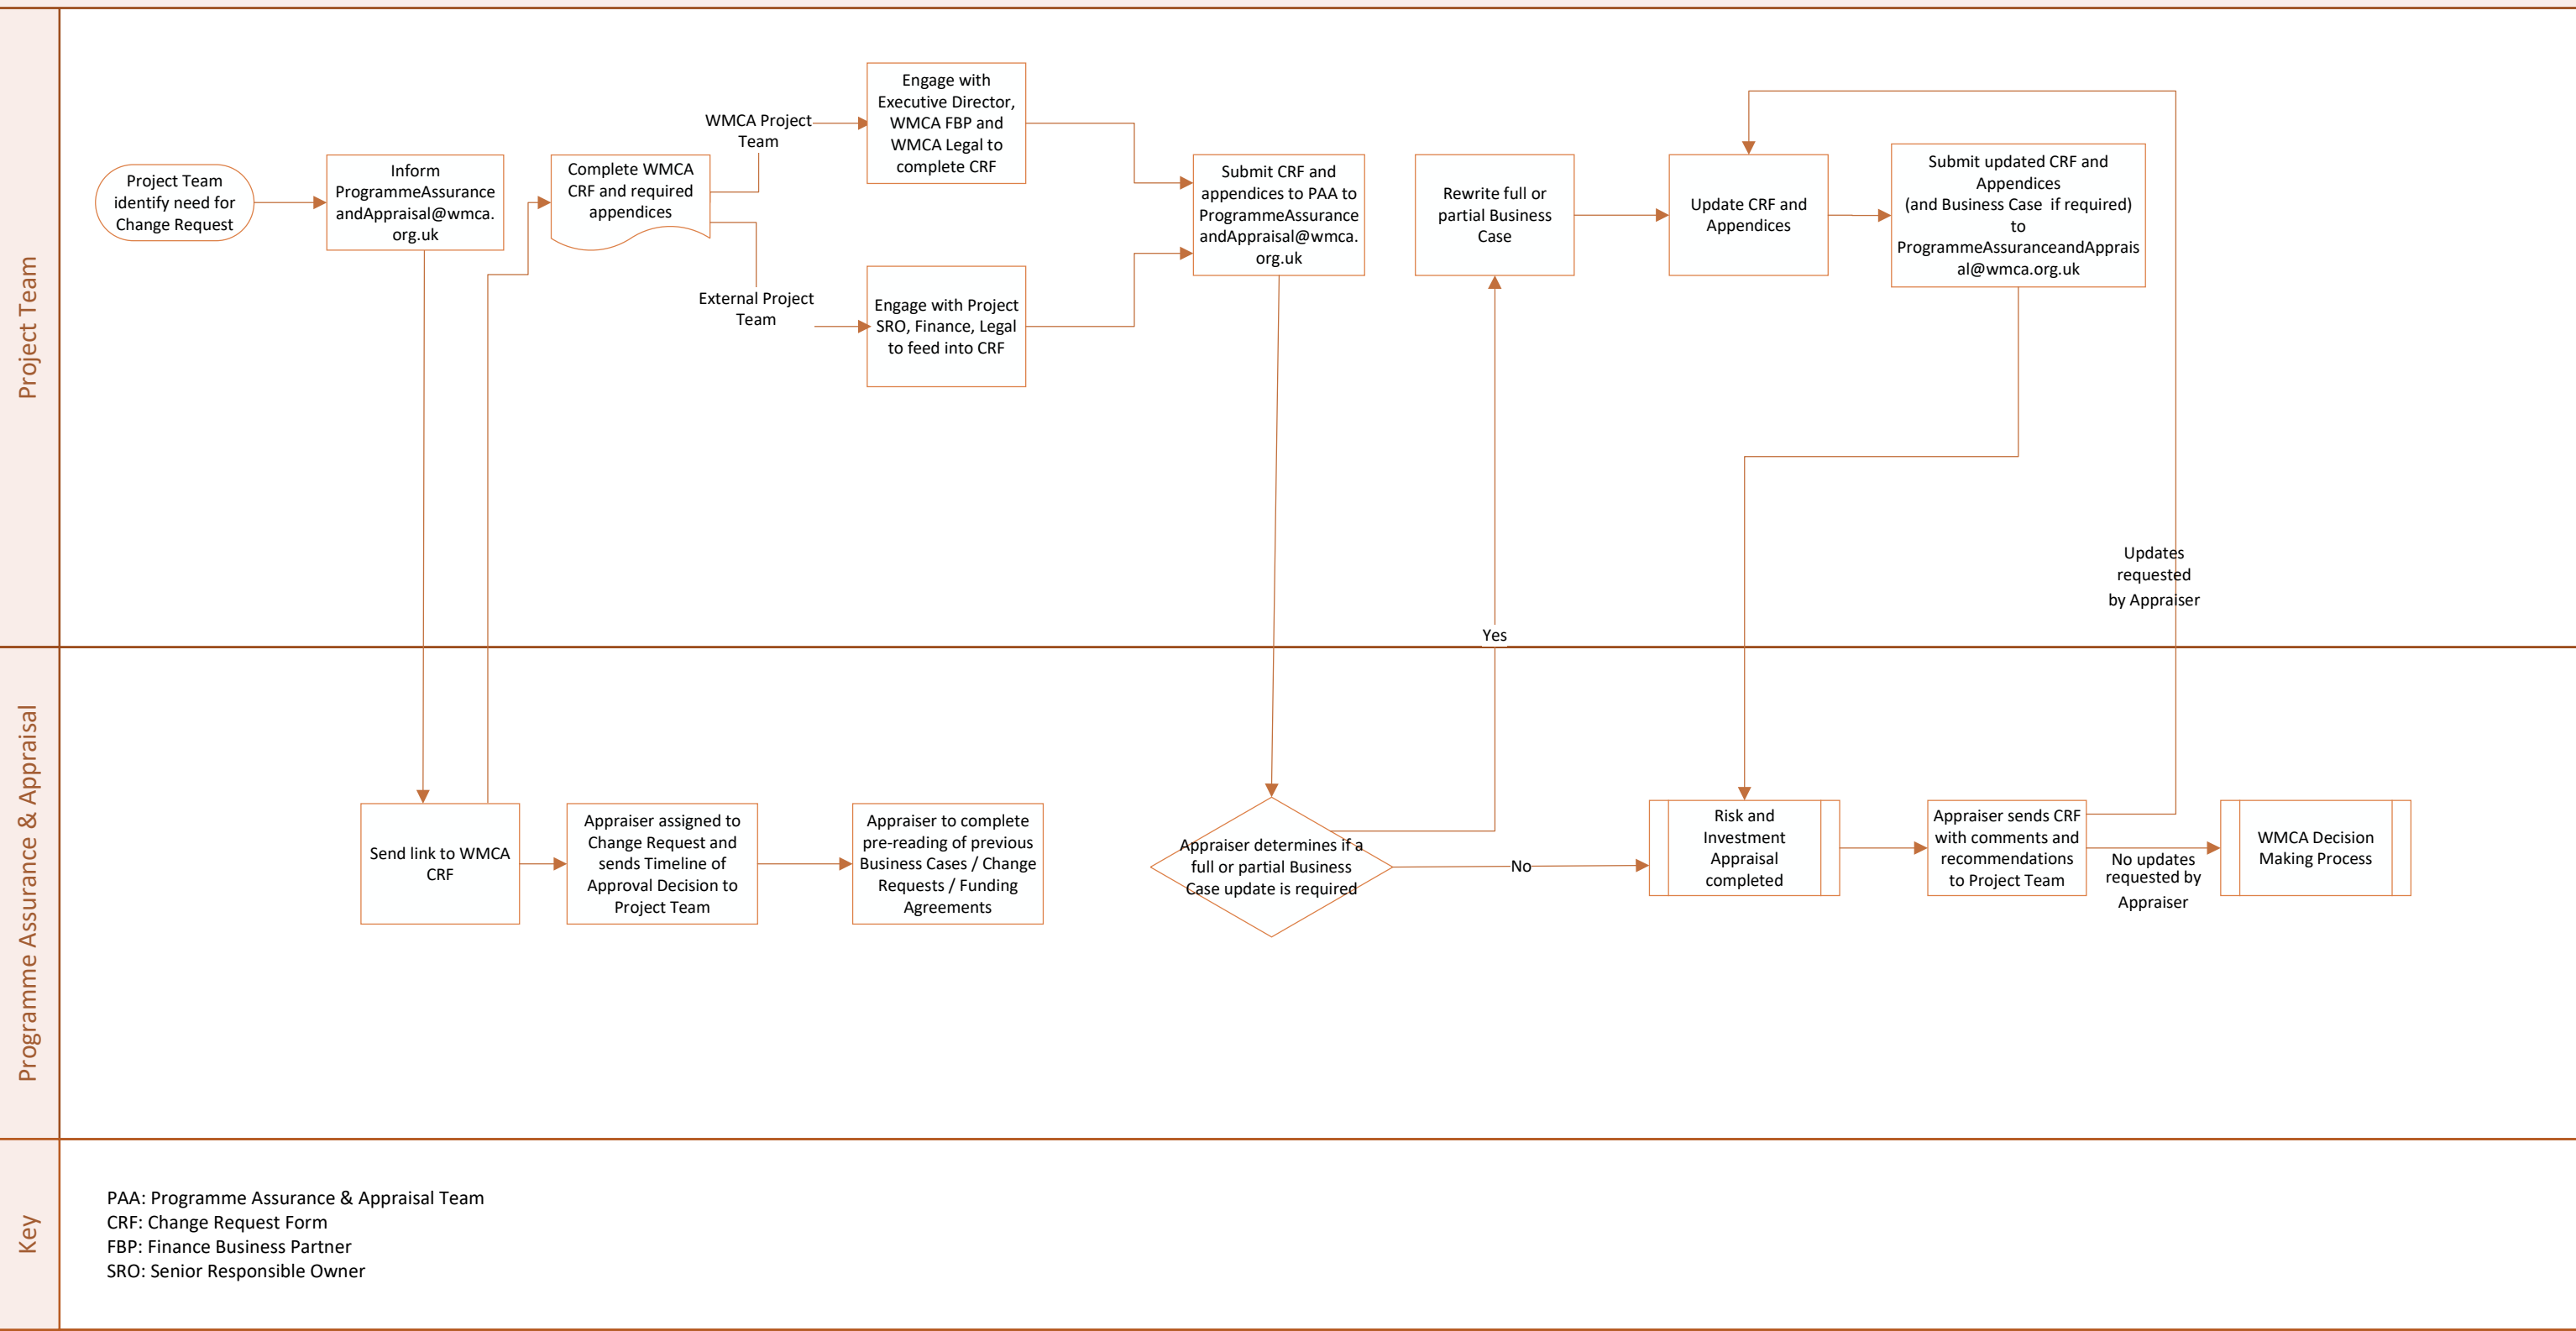 Project Team
Project Team
identify need for
Change Request
Inform
ProgrammeAssurance
andAppraisal@wmca.
org.uk
Complete WMCA
CRF and required
appendices
WMCA Project
Team
External Project
Team
Engage with
Executive Director,
WMCA FBP and
WMCA Legal to
complete CRF
Engage with Project
SRO, Finance, Legal
to feed into CRF
Submit CRF and
appendices to PAA to
ProgrammeAssurance
andAppraisal@wmca.
org.uk
Rewrite full or
partial Business
Case
Update CRF and
Appendices
Submit updated CRF and
Appendices
(and Business Case if required)
to
ProgrammeAssuranceandApprais
al@wmca.org.uk
Updates
requested
by Appraiser
Yes
Programme Assurance & Appraisal
Send link to WMCA
CRF
Appraiser assigned to
Change Request and
sends Timeline of
Approval Decision to
Project Team
Appraiser to complete
pre-reading of previous
Business Cases / Change
Requests / Funding
Agreements
Appraiser determines if a
full or partial Business
Case update is required
No
Risk and
Investment
Appraisal
completed
Appraiser sends CRF
with comments and
recommendations
to Project Team
No updates
requested by
Appraiser
WMCA Decision
Making Process
Key
PAA: Programme Assurance & Appraisal Team
CRF: Change Request Form
FBP: Finance Business Partner
SRO: Senior Responsible Owner